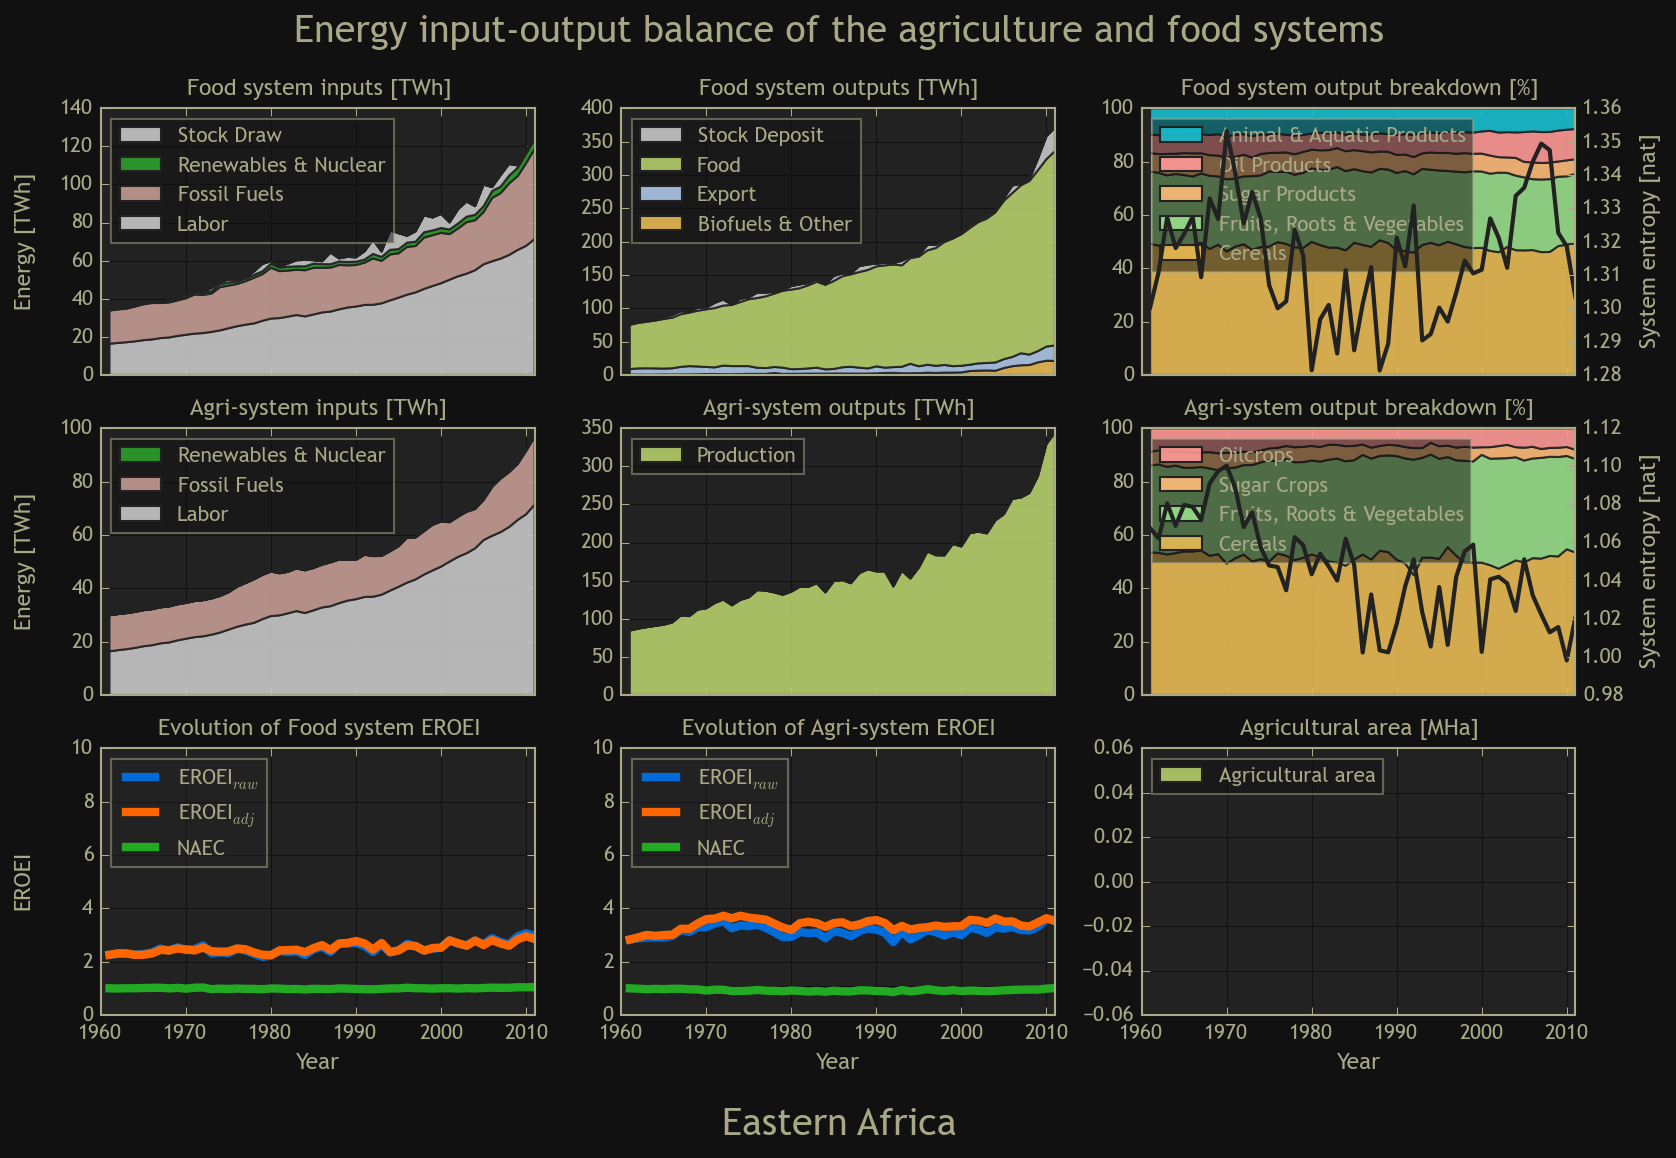 Energy input-output balance of the agriculture and food systems
Food system inputs [TWh]
Energy [TWh]
140
120
100
80
60
40
20
0
Stock Draw
Renewables & Nuclear
Fossil Fuels
Labor
Food system outputs [TWh]
400
350
300
250
200
150
100
50
0
Stock Deposit
Food
Export
Biofuels & Other
Food system output breakdown [%]
100
80
60
40
20
0
Animal & Aquatic Products
Oil Products
Sugar Products
Fruits, Roots & Vegetables
Cereals
1.36
1.35
1.34
1.33
1.32
1.31
1.30
1.29
1.28
System entropy [nat]
Agri-system inputs [TWh]
Energy [TWh]
100
80
60
40
20
0
Renewables & Nuclear
Fossil Fuels
Labor
Agri-system outputs [TWh]
350
300
250
200
150
100
50
0
Production
Agri-system output breakdown [%]
100
80
60
40
20
0
Oilcrops
Sugar Crops
Fruits, Roots & Vegetables
Cereals
1.12
1.10
1.08
1.06
1.04
1.02
1.00
0.98
System entropy [nat]
Evolution of Food system EROEI
EROEI
10
8
6
4
2
0
EROEI raw
EROEI adj
NAEC
1960 1970 1980 1990 2000 2010
Year
Evolution of Agri-system EROEI
10
8
6
4
2
0
EROEI raw
EROEI adj
NAEC
1960 1970 1980 1990 2000 2010
Year
Agricultural area [MHa]
0.06
0.04
0.02
0.00
−0.02
−0.04
−0.06
Agricultural area
1960 1970 1980 1990 2000 2010
Year
Eastern Africa